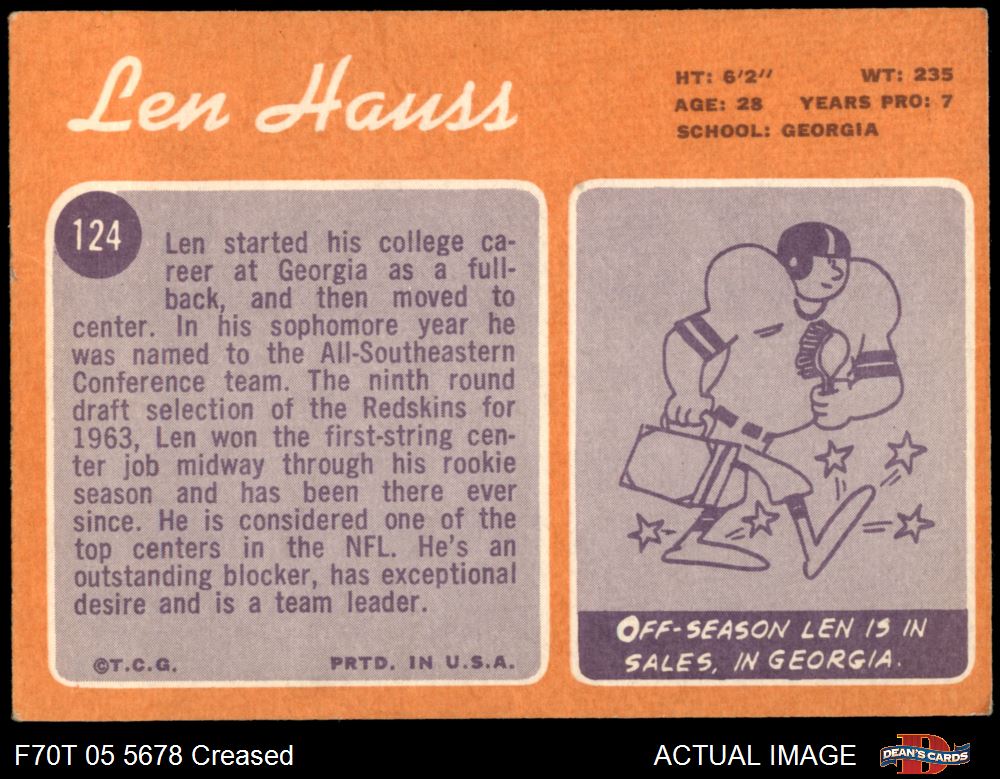 Len Hauss
HT: 6'2" WT: 235
AGE: 28 YEARS PRO: 7
SCHOOL: GEORGIA
124
Len started his college ca-
reer at Georgia as a full-
back, and then moved to
center. In his sophomore year he
was named to the All-Southeastern
Conference team. The ninth round
draft selection of the Redskins for
1963, Len won the first-string cen-
ter job midway through his rookie
season and has been there ever
since. He is considered one of the
top centers in the NFL. He's an
outstanding blocker, has exceptional
desire and is a team leader.
©T.C.G. PRTD. IN U.S.A.
OFF-SEASON LEN IS IN
SALES, IN GEORGIA.
F70T 05 5678 Creased ACTUAL IMAGE
DEAN'S CARDS